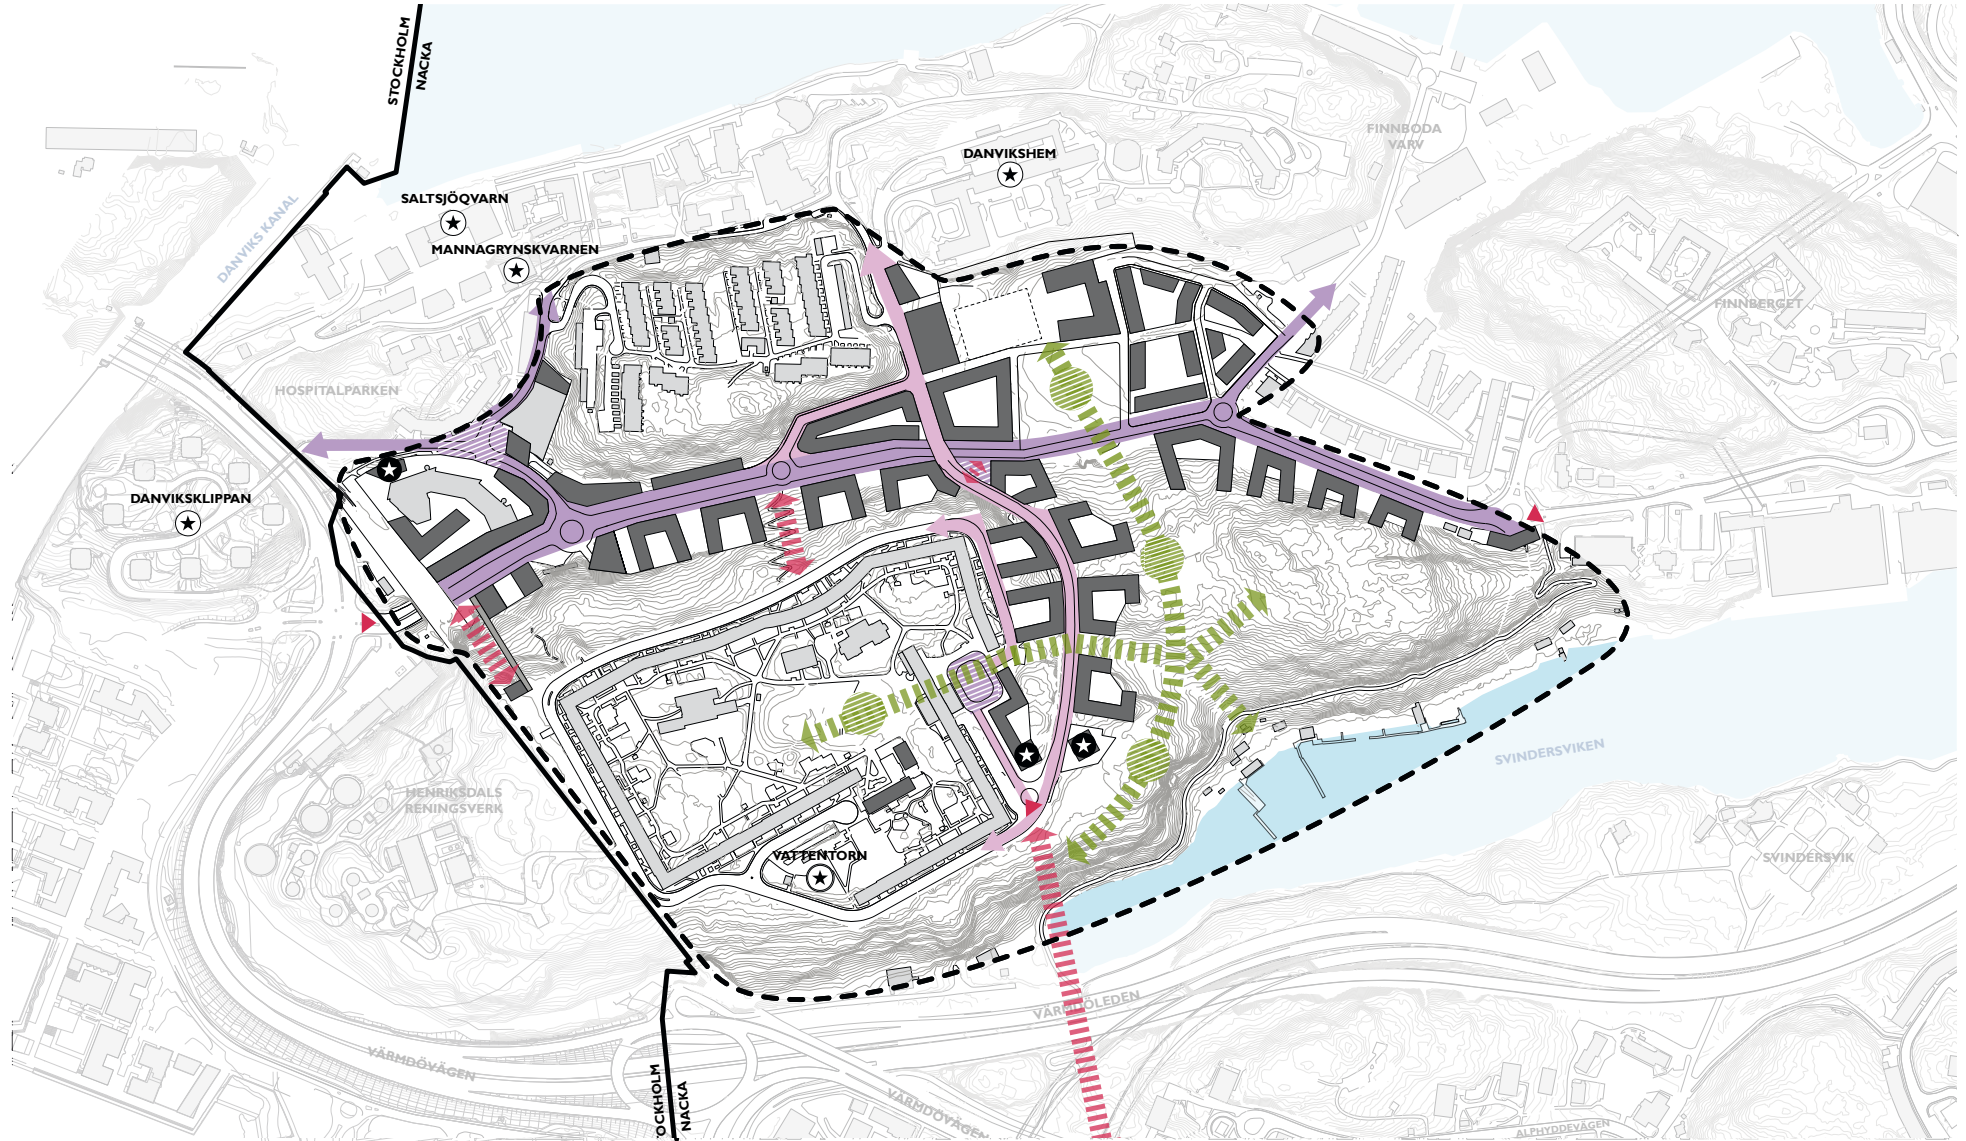 STOCKHOLM
NACKA
DANVIKSHEM
FINNBODA
VARV
SALTSJÖQVARN
DANVIKS KANAL
MANNAGRYNSKVARNEN
FINNBERGET
HOSPITALPARKEN
DANVIKSKLIPPAN
SVINDERSVIKEN
HENRIKSDALS
RENINGSVERK
VATTENTORN
SVINDERSVIK
VÄRMDÖLEDEN
VÄRMDÖVÄGEN
STOCKHOLM
NACKA
VÄRMDÖVÄGEN
ALPHYDDEVÄGEN